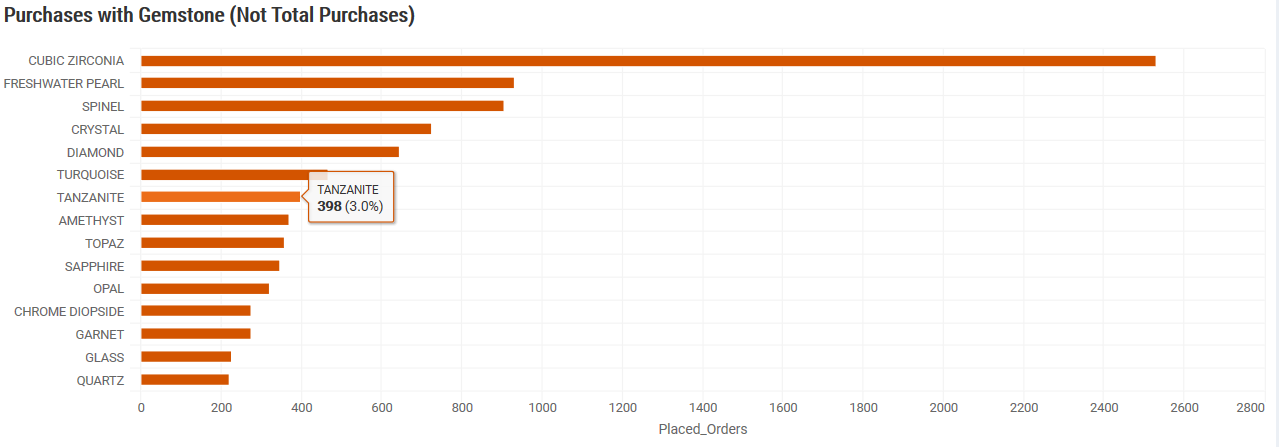 Purchases with Gemstone (Not Total Purchases)
CUBIC ZIRCONIA
FRESHWATER PEARL
SPINEL
CRYSTAL
DIAMOND
TURQUOISE
TANZANITE
TANZANITE
398 (3.0%)
AMETHYST
TOPAZ
SAPPHIRE
OPAL
CHROME DIOPSIDE
GARNET
GLASS
QUARTZ
0 200 400 600 800 1000 1200 1400 1600 1800 2000 2200 2400 2600 2800
Placed_Orders